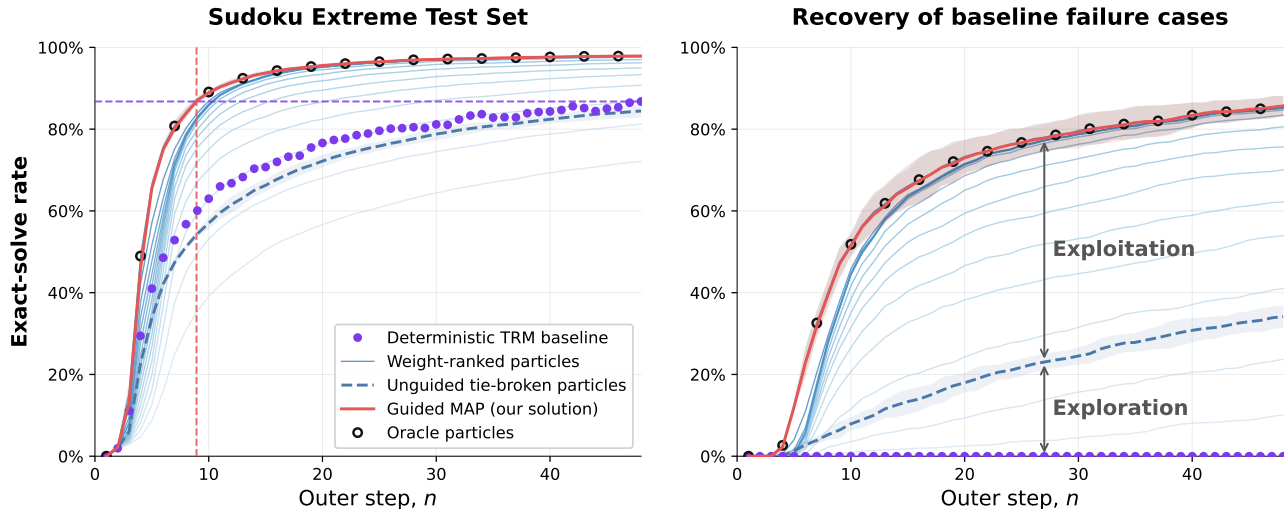 Sudoku Extreme Test Set
Exact-solve rate
100%
80%
60%
40%
20%
0%
0
10
20
30
40
Outer step, n
Deterministic TRM baseline
Weight-ranked particles
Unguided tie-broken particles
Guided MAP (our solution)
Oracle particles
Recovery of baseline failure cases
100%
80%
60%
40%
20%
0%
0
10
20
30
40
Outer step, n
Exploitation
Exploration